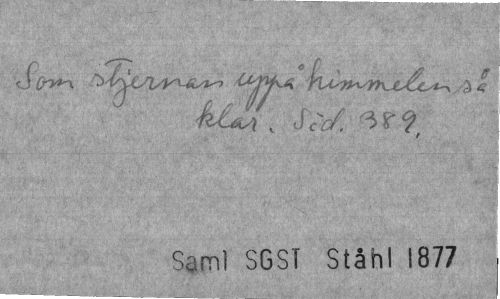 Som stjernan uppå himmelen så
klar. Sid. 389.
Saml SGST Ståhl 1877